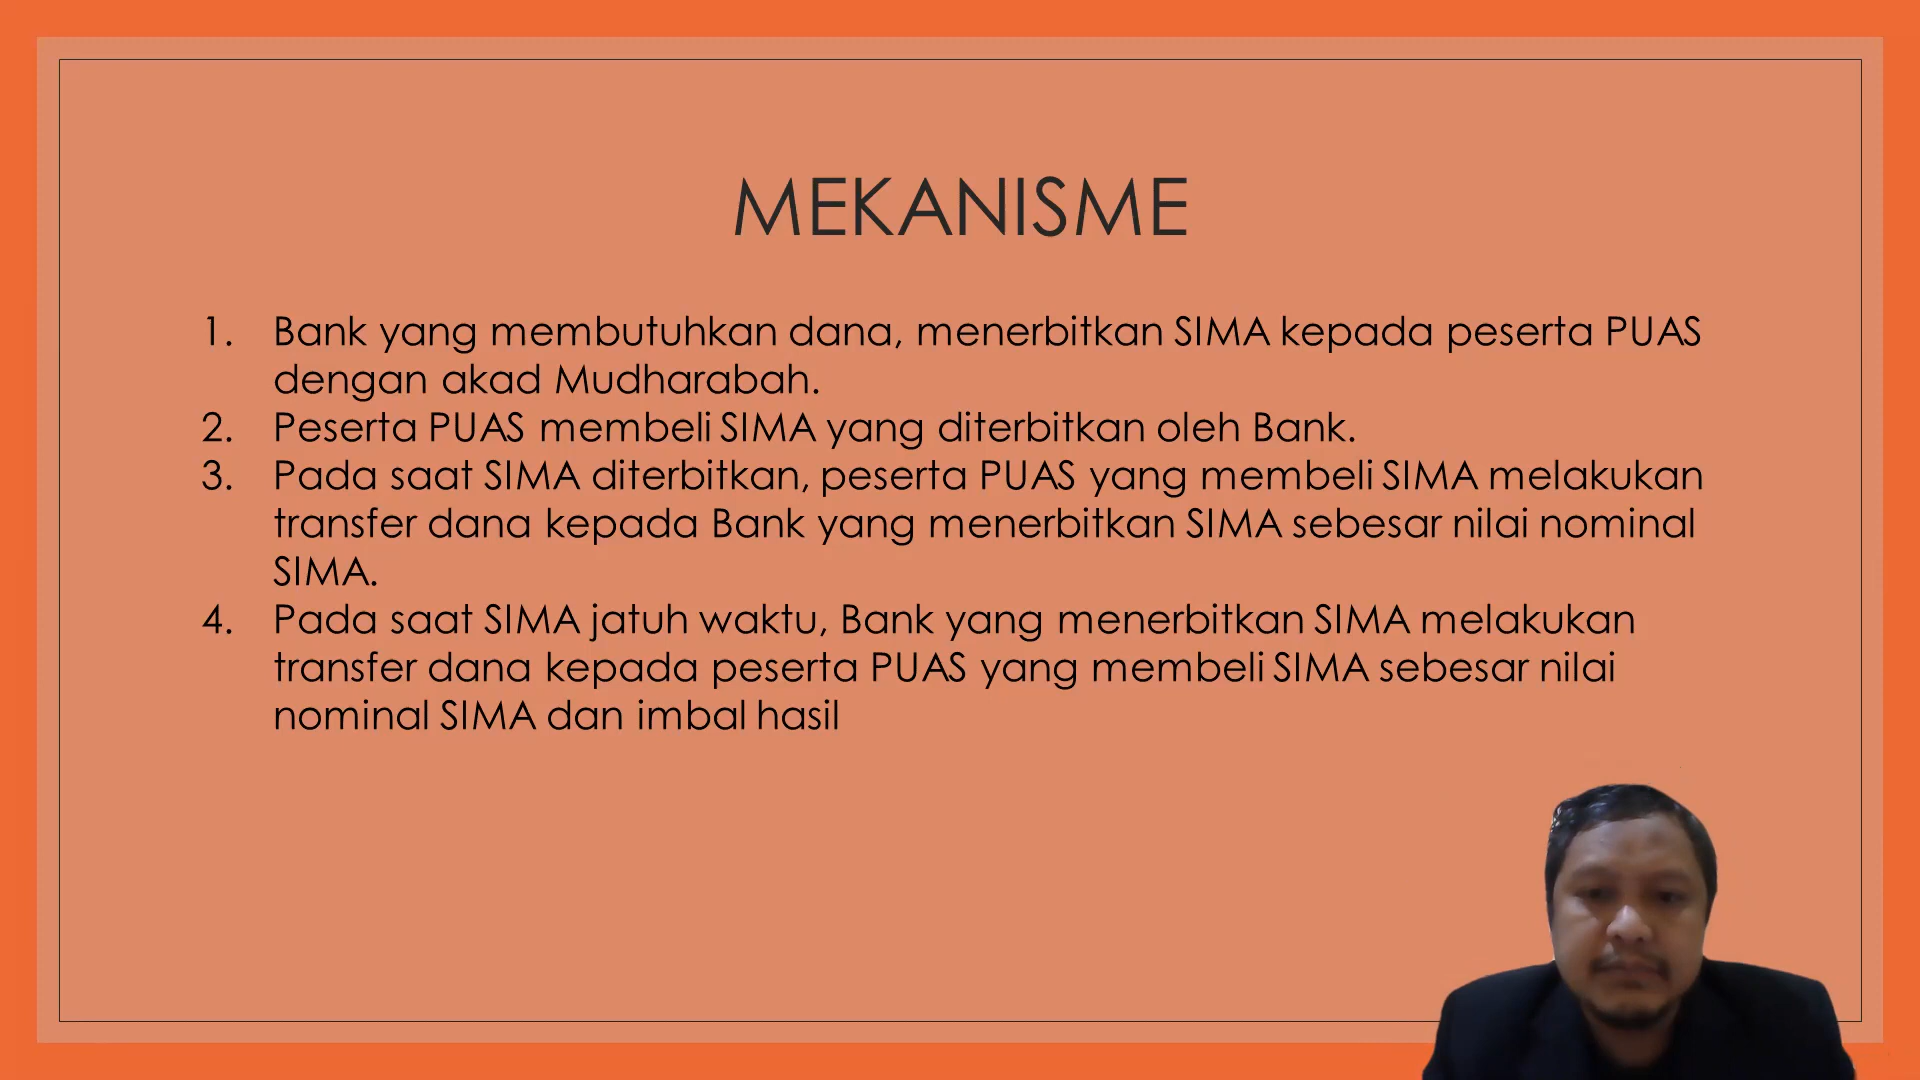 MEKANISME
1. Bank yang membutuhkan dana, menerbitkan SIMA kepada peserta PUAS
dengan akad Mudharabah.
2. Peserta PUAS membeli SIMA yang diterbitkan oleh Bank.
3. Pada saat SIMA diterbitkan, peserta PUAS yang membeli SIMA melakukan
transfer dana kepada Bank yang menerbitkan SIMA sebesar nilai nominal
SIMA.
4. Pada saat SIMA jatuh waktu, Bank yang menerbitkan SIMA melakukan
transfer dana kepada peserta PUAS yang membeli SIMA sebesar nilai
nominal SIMA dan imbal hasil